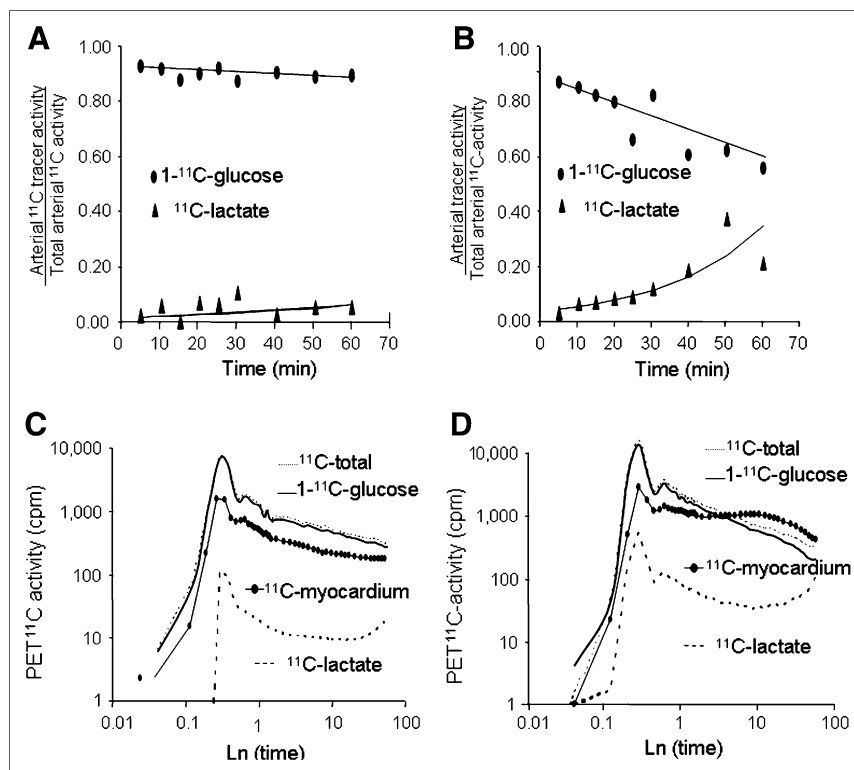 A
Arterial ¹¹C tracer activity
Total arterial ¹¹C activity
1.00
0.80
0.60
0.40
0.20
0.00
1-¹¹C-glucose
¹¹C-lactate
0 10 20 30 40 50 60 70
Time (min)
B
Arterial tracer activity
Total arterial ¹¹C-activity
1.00
0.80
0.60
0.40
0.20
0.00
1-¹¹C-glucose
¹¹C-lactate
0 10 20 30 40 50 60 70
Time (min)
C
PET¹¹C activity (cpm)
10,000
1,000
100
10
1
¹¹C-total
1-¹¹C-glucose
¹¹C-myocardium
¹¹C-lactate
0.01 0.1 1 10 100
Ln (time)
D
PET¹¹C-activity (cpm)
10,000
1,000
100
10
1
¹¹C-total
1-¹¹C-glucose
¹¹C-myocardium
¹¹C-lactate
0.01 0.1 1 10 100
Ln (time)